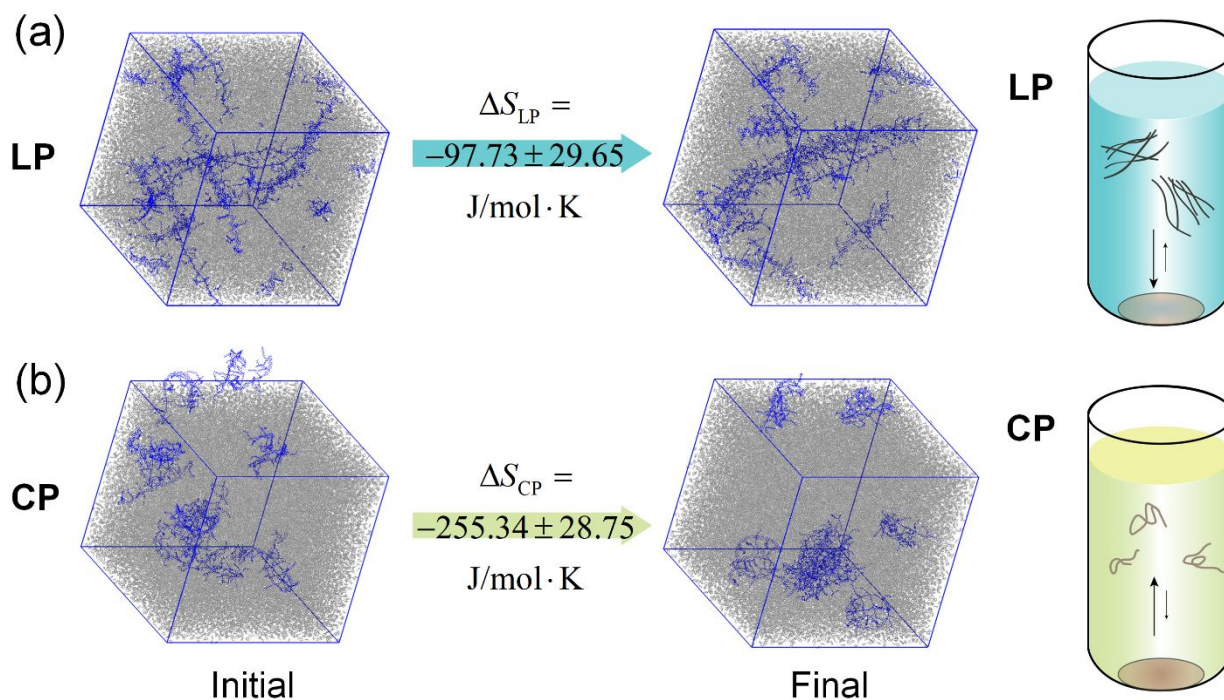 (a)
LP
ΔS_LP =
−97.73 ± 29.65
J/mol · K
LP
(b)
CP
ΔS_CP =
−255.34 ± 28.75
J/mol · K
CP
Initial
Final